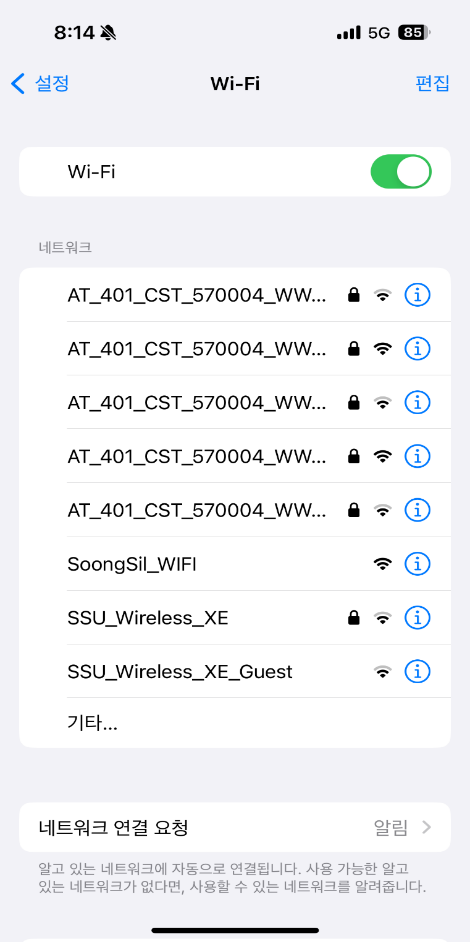 8:14
5G
85
설정
Wi-Fi
편집
Wi-Fi
네트워크
AT_401_CST_570004_WW...
AT_401_CST_570004_WW...
AT_401_CST_570004_WW...
AT_401_CST_570004_WW...
AT_401_CST_570004_WW...
SoongSil_WIFI
SSU_Wireless_XE
SSU_Wireless_XE_Guest
기타...
네트워크 연결 요청
알림
알고 있는 네트워크에 자동으로 연결됩니다. 사용 가능한 알고
있는 네트워크가 없다면, 사용할 수 있는 네트워크를 알려줍니다.